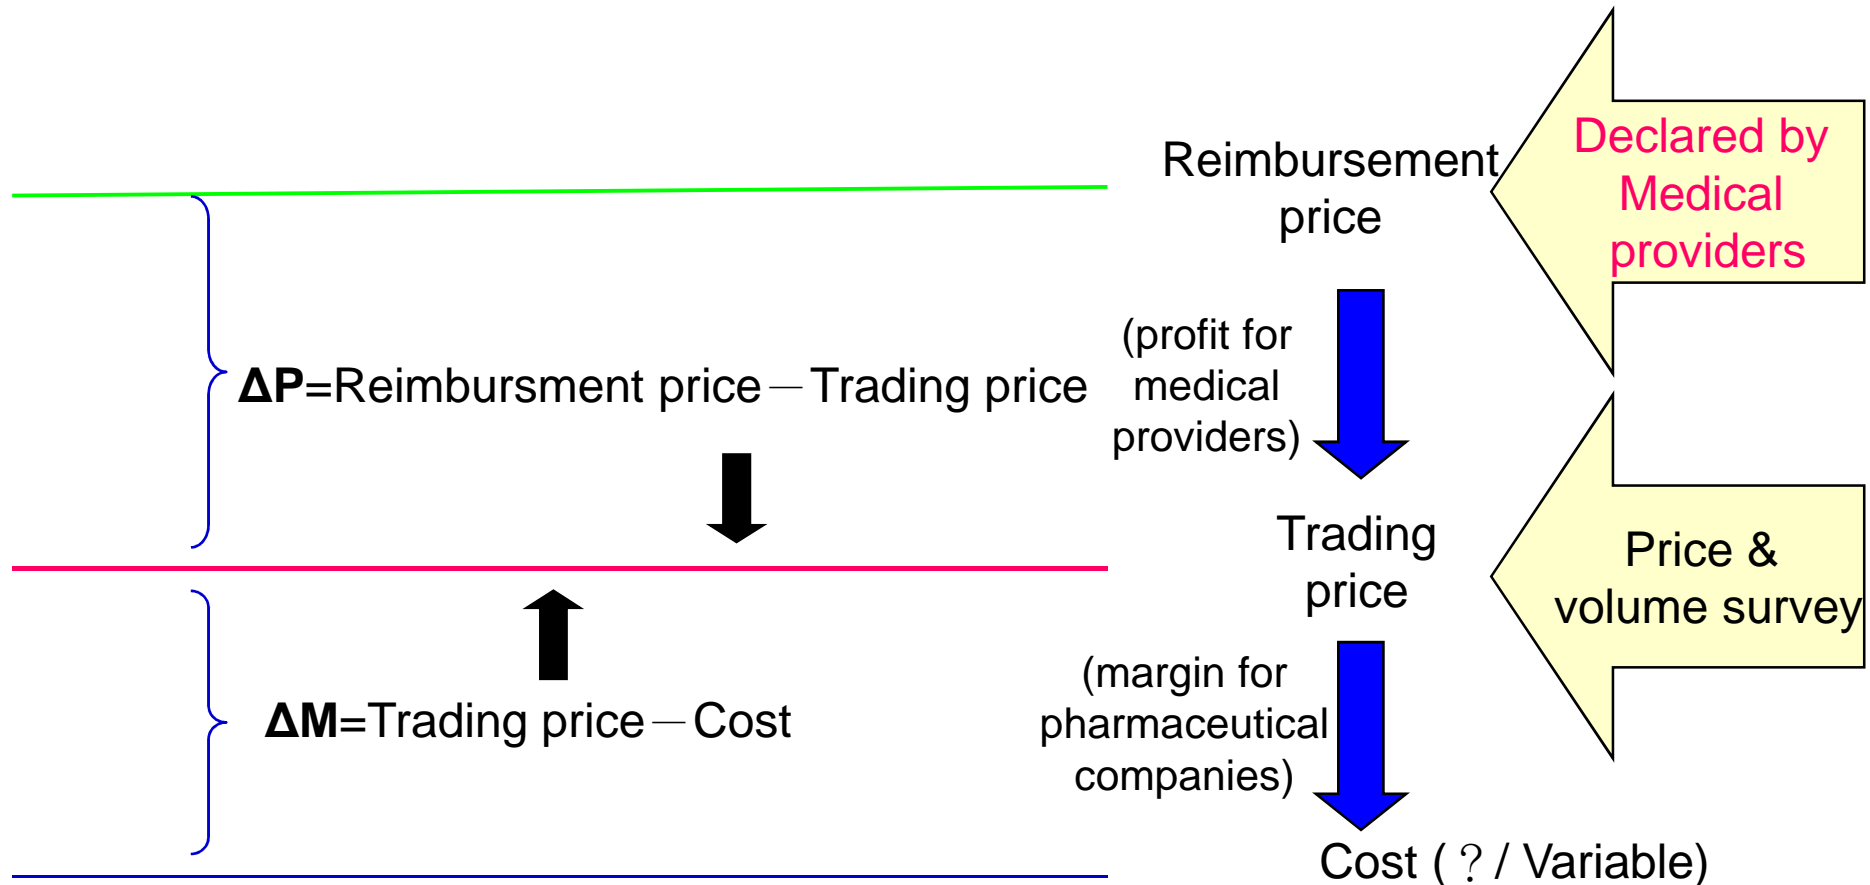 Reimbursement
price
Declared by
Medical
providers
(profit for
medical
providers)
ΔP=Reimbursment price－Trading price
Trading
price
Price &
volume survey
(margin for
pharmaceutical
companies)
ΔM=Trading price－Cost
Cost (？/ Variable)